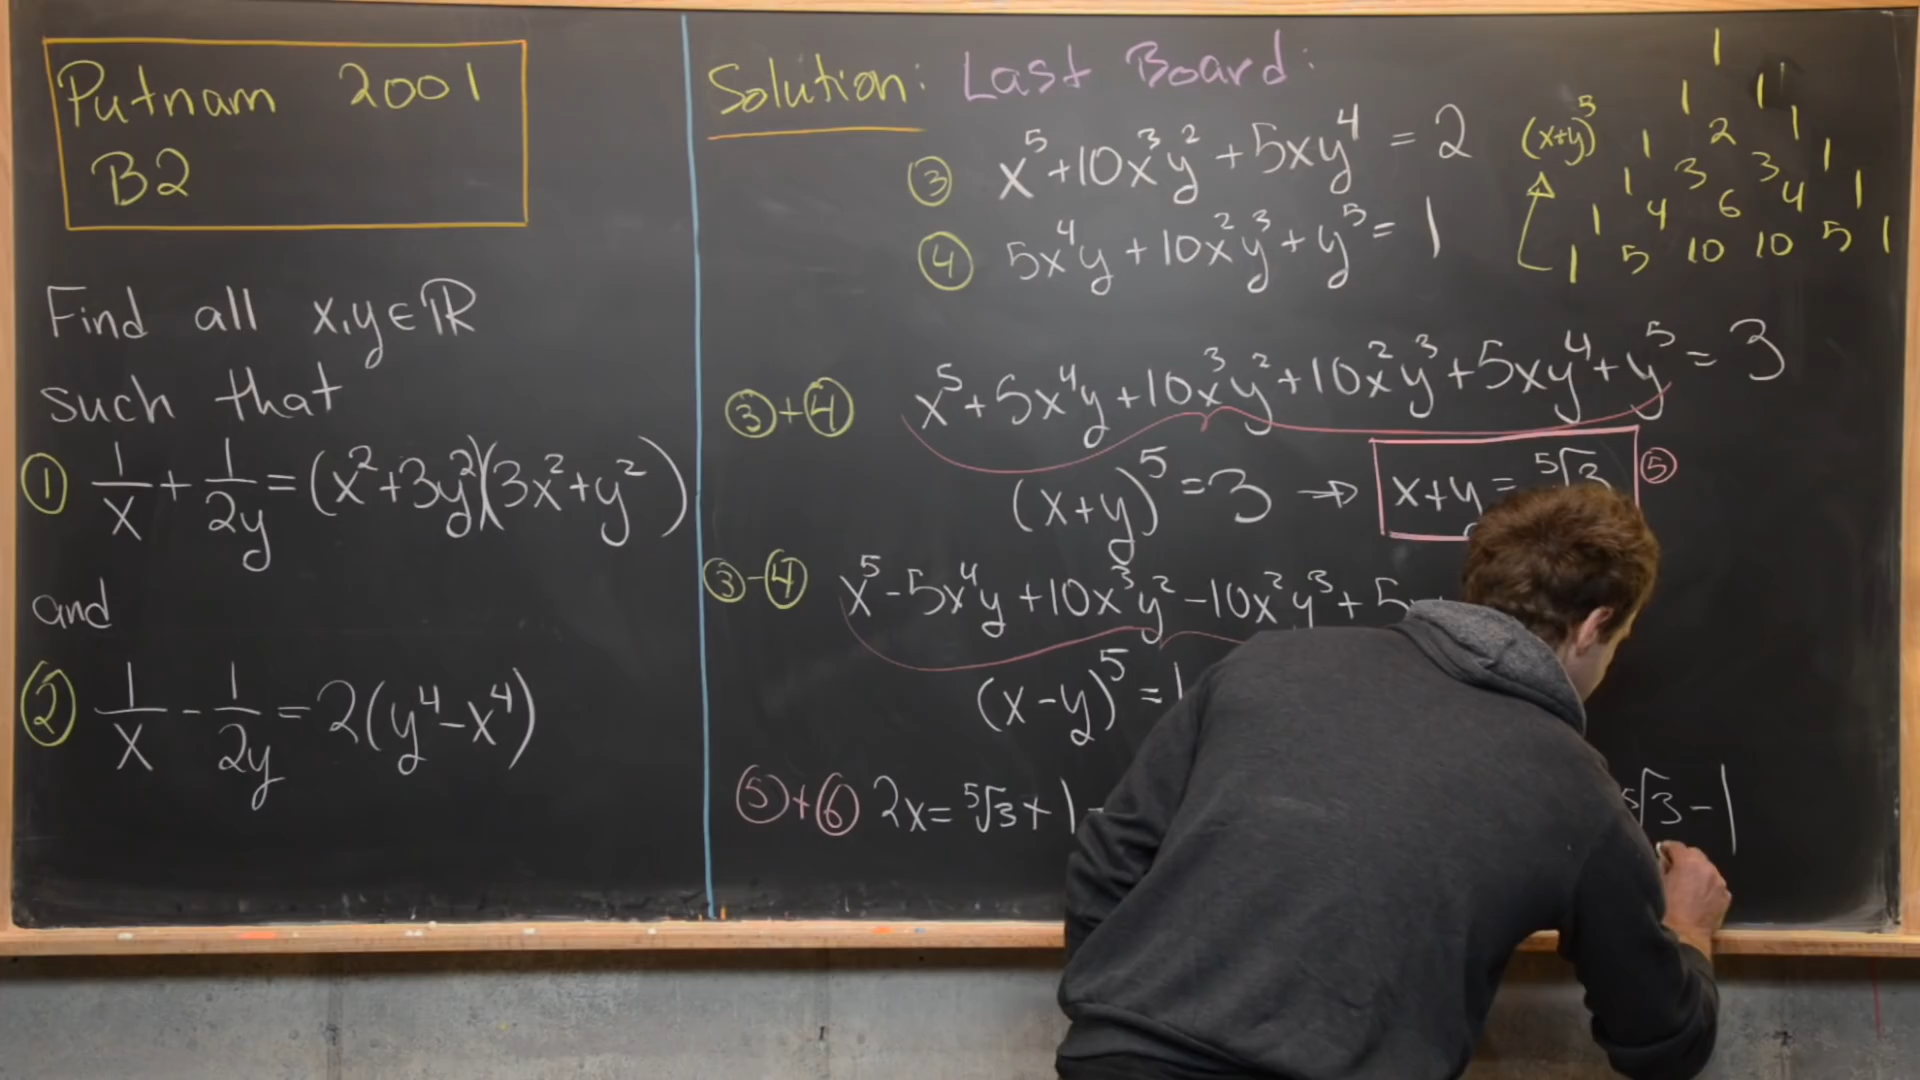 Putnam 2001
B2
Find all x,y∈ℝ
such that
① 1/x + 1/2y = (x²+3y²)(3x²+y²)
and
② 1/x - 1/2y = 2(y⁴-x⁴)
Solution: Last Board:
③ x⁵+10x³y²+5xy⁴ = 2
④ 5x⁴y+10x²y³+y⁵ = 1
③+④ x⁵+5x⁴y+10x³y²+10x²y³+5xy⁴+y⁵ = 3
(x+y)⁵ = 3 → x+y = ⁵√3 ⑤
③-④ x⁵-5x⁴y+10x³y²-10x²y³+5
(x-y)⁵ =
⑤+⑥ 2x = ⁵√3+1
⁵√3-1
(x+y)⁵
1
1 1
1 2 1
1 3 3 1
1 4 6 4 1
1 5 10 10 5 1